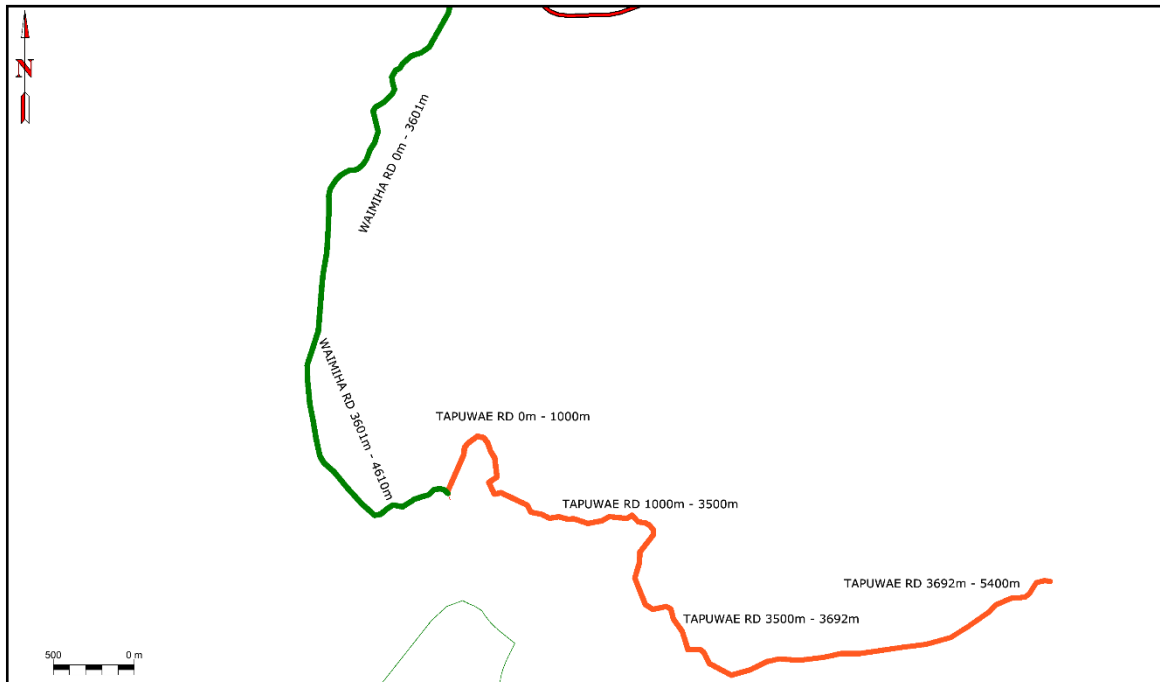 N
WAIMIHA RD 0m - 3601m
WAIMIHA RD 3601m - 4610m
TAPUWAE RD 0m - 1000m
TAPUWAE RD 1000m - 3500m
TAPUWAE RD 3692m - 5400m
TAPUWAE RD 3500m - 3692m
500 0 m